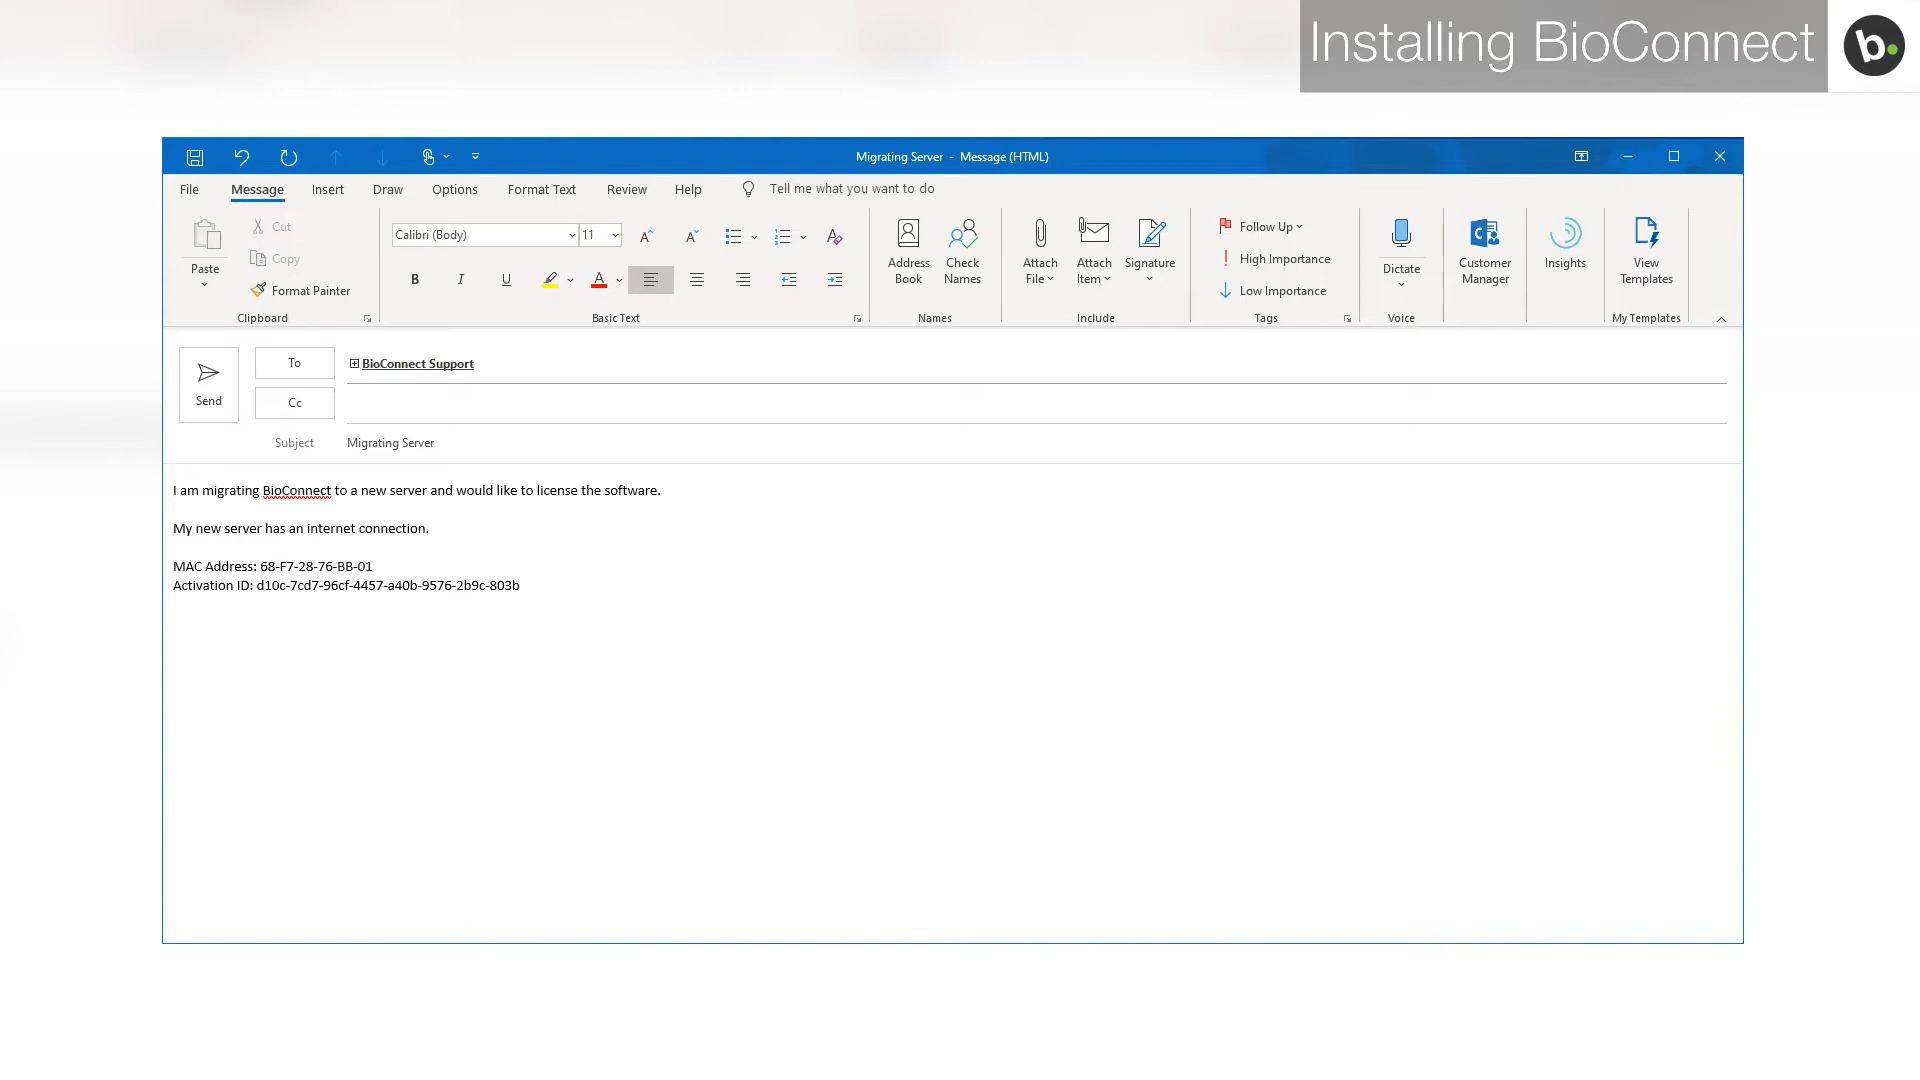 Installing BioConnect
b.
Migrating Server - Message (HTML)
File Message Insert Draw Options Format Text Review Help Tell me what you want to do
Paste
Cut
Copy
Format Painter
Clipboard
Calibri (Body) 11
B I U A
Basic Text
Address Book
Check Names
Names
Attach File
Attach Item
Signature
Include
Follow Up
High Importance
Low Importance
Tags
Dictate
Voice
Customer Manager
Insights
View Templates
My Templates
Send
To BioConnect Support
Cc
Subject Migrating Server
I am migrating BioConnect to a new server and would like to license the software.
My new server has an internet connection.
MAC Address: 68-F7-28-76-BB-01
Activation ID: d10c-7cd7-96cf-4457-a40b-9576-2b9c-803b